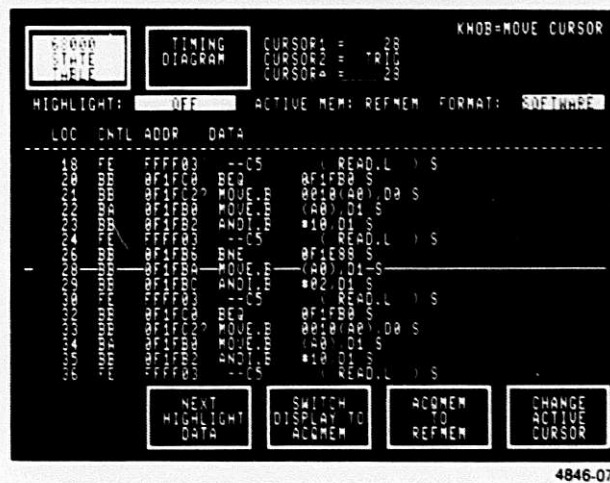 KNOB=MOVE CURSOR
68000
STATE
TABLE
TIMING
DIAGRAM
CURSOR1 = 28
CURSOR2 = TRIG
CURSOR∆ = 28
HIGHLIGHT: OFF ACTIVE MEM: REFMEM FORMAT: SOFTWARE
LOC CNTL ADDR DATA
18 FE FFFF03 --C5 ( READ.L ) S
20 BB 0F1FC0 BEQ 0F1FB0 S
21 BB 0F1FC2? MOVE.B 0010(A0),D0 S
22 BA 0F1FB0 MOVE.B (A0),D1 S
23 BB 0F1FB2 ANDI.B #10,D1 S
24 FE FFFF03 --C5 ( READ.L ) S
26 BB 0F1FB6 BNE 0F1E88 S
28 BB 0F1FBA MOVE.B (A0),D1 S
29 BB 0F1FBC ANDI.B #02,D1 S
30 FE FFFF03 --C5 ( READ.L ) S
32 BB 0F1FC0 BEQ 0F1FB0 S
33 BB 0F1FC2? MOVE.B 0010(A0),D0 S
34 BA 0F1FB0 MOVE.B (A0),D1 S
35 BB 0F1FB2 ANDI.B #10,D1 S
36 FE FFFF03 --C5 ( READ.L ) S
NEXT
HIGHLIGHT
DATA
SWITCH
DISPLAY TO
ACQMEM
ACQMEM
TO
REFMEM
CHANGE
ACTIVE
CURSOR
4846-07